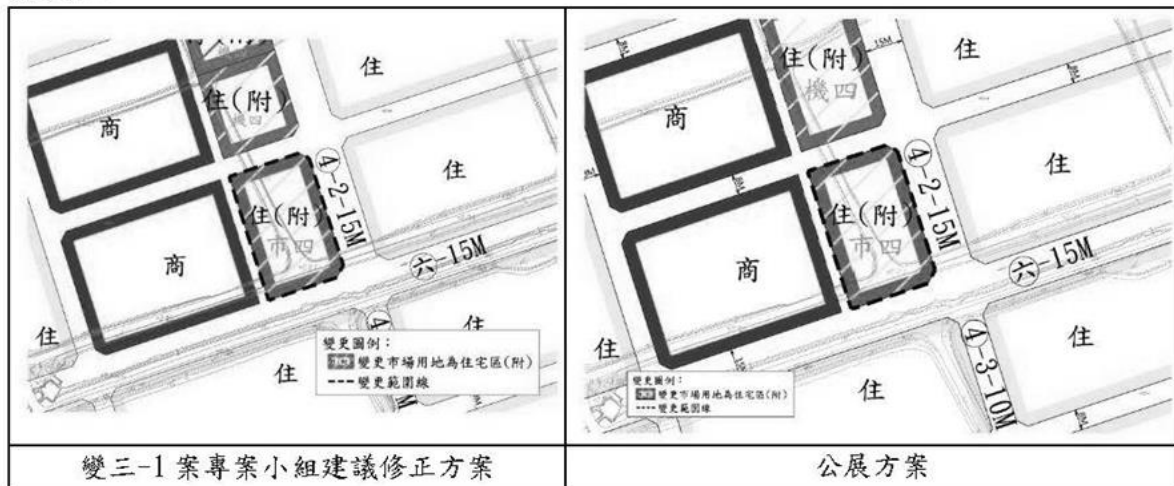 住
住(附)
機四
商
住
④-2-15M
住(附)
市四
商
六-15M
住
住
住
變更圖例：
變更市場用地為住宅區(附)
變更範圍線
變三-1案專案小組建議修正方案
住
住(附)
機四
15M
商
住
④-2-15M
住(附)
市四
商
六-15M
住
住
住
④-3-10M
變更圖例：
變更市場用地為住宅區(附)
變更範圍線
公展方案